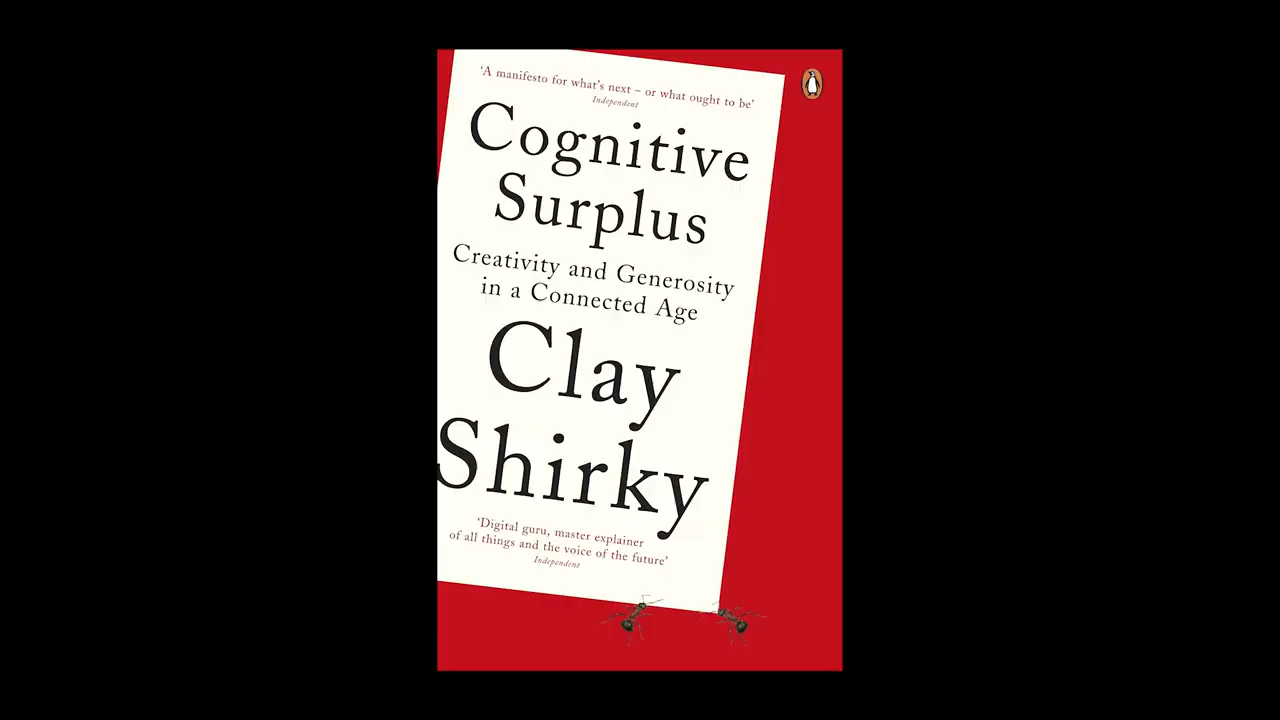 ‘A manifesto for what’s next – or what ought to be’
Independent
Cognitive
Surplus
Creativity and Generosity
in a Connected Age
Clay
Shirky
‘Digital guru, master explainer
of all things and the voice of the future’
Independent